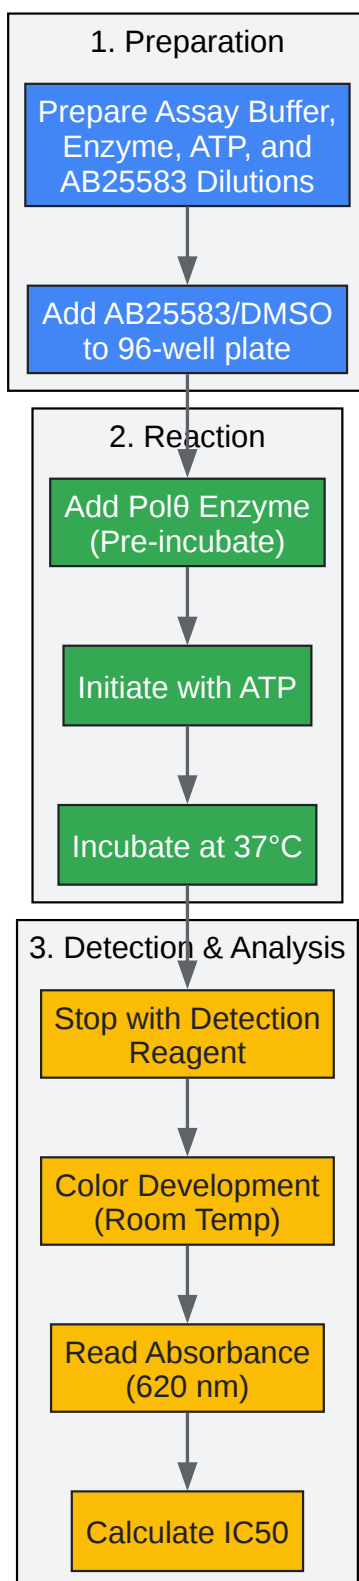 1. Preparation
Prepare Assay Buffer,
Enzyme, ATP, and
AB25583 Dilutions
Add AB25583/DMSO
to 96-well plate
2. Reaction
Add Polθ Enzyme
(Pre-incubate)
Initiate with ATP
Incubate at 37°C
3. Detection & Analysis
Stop with Detection
Reagent
Color Development
(Room Temp)
Read Absorbance
(620 nm)
Calculate IC50